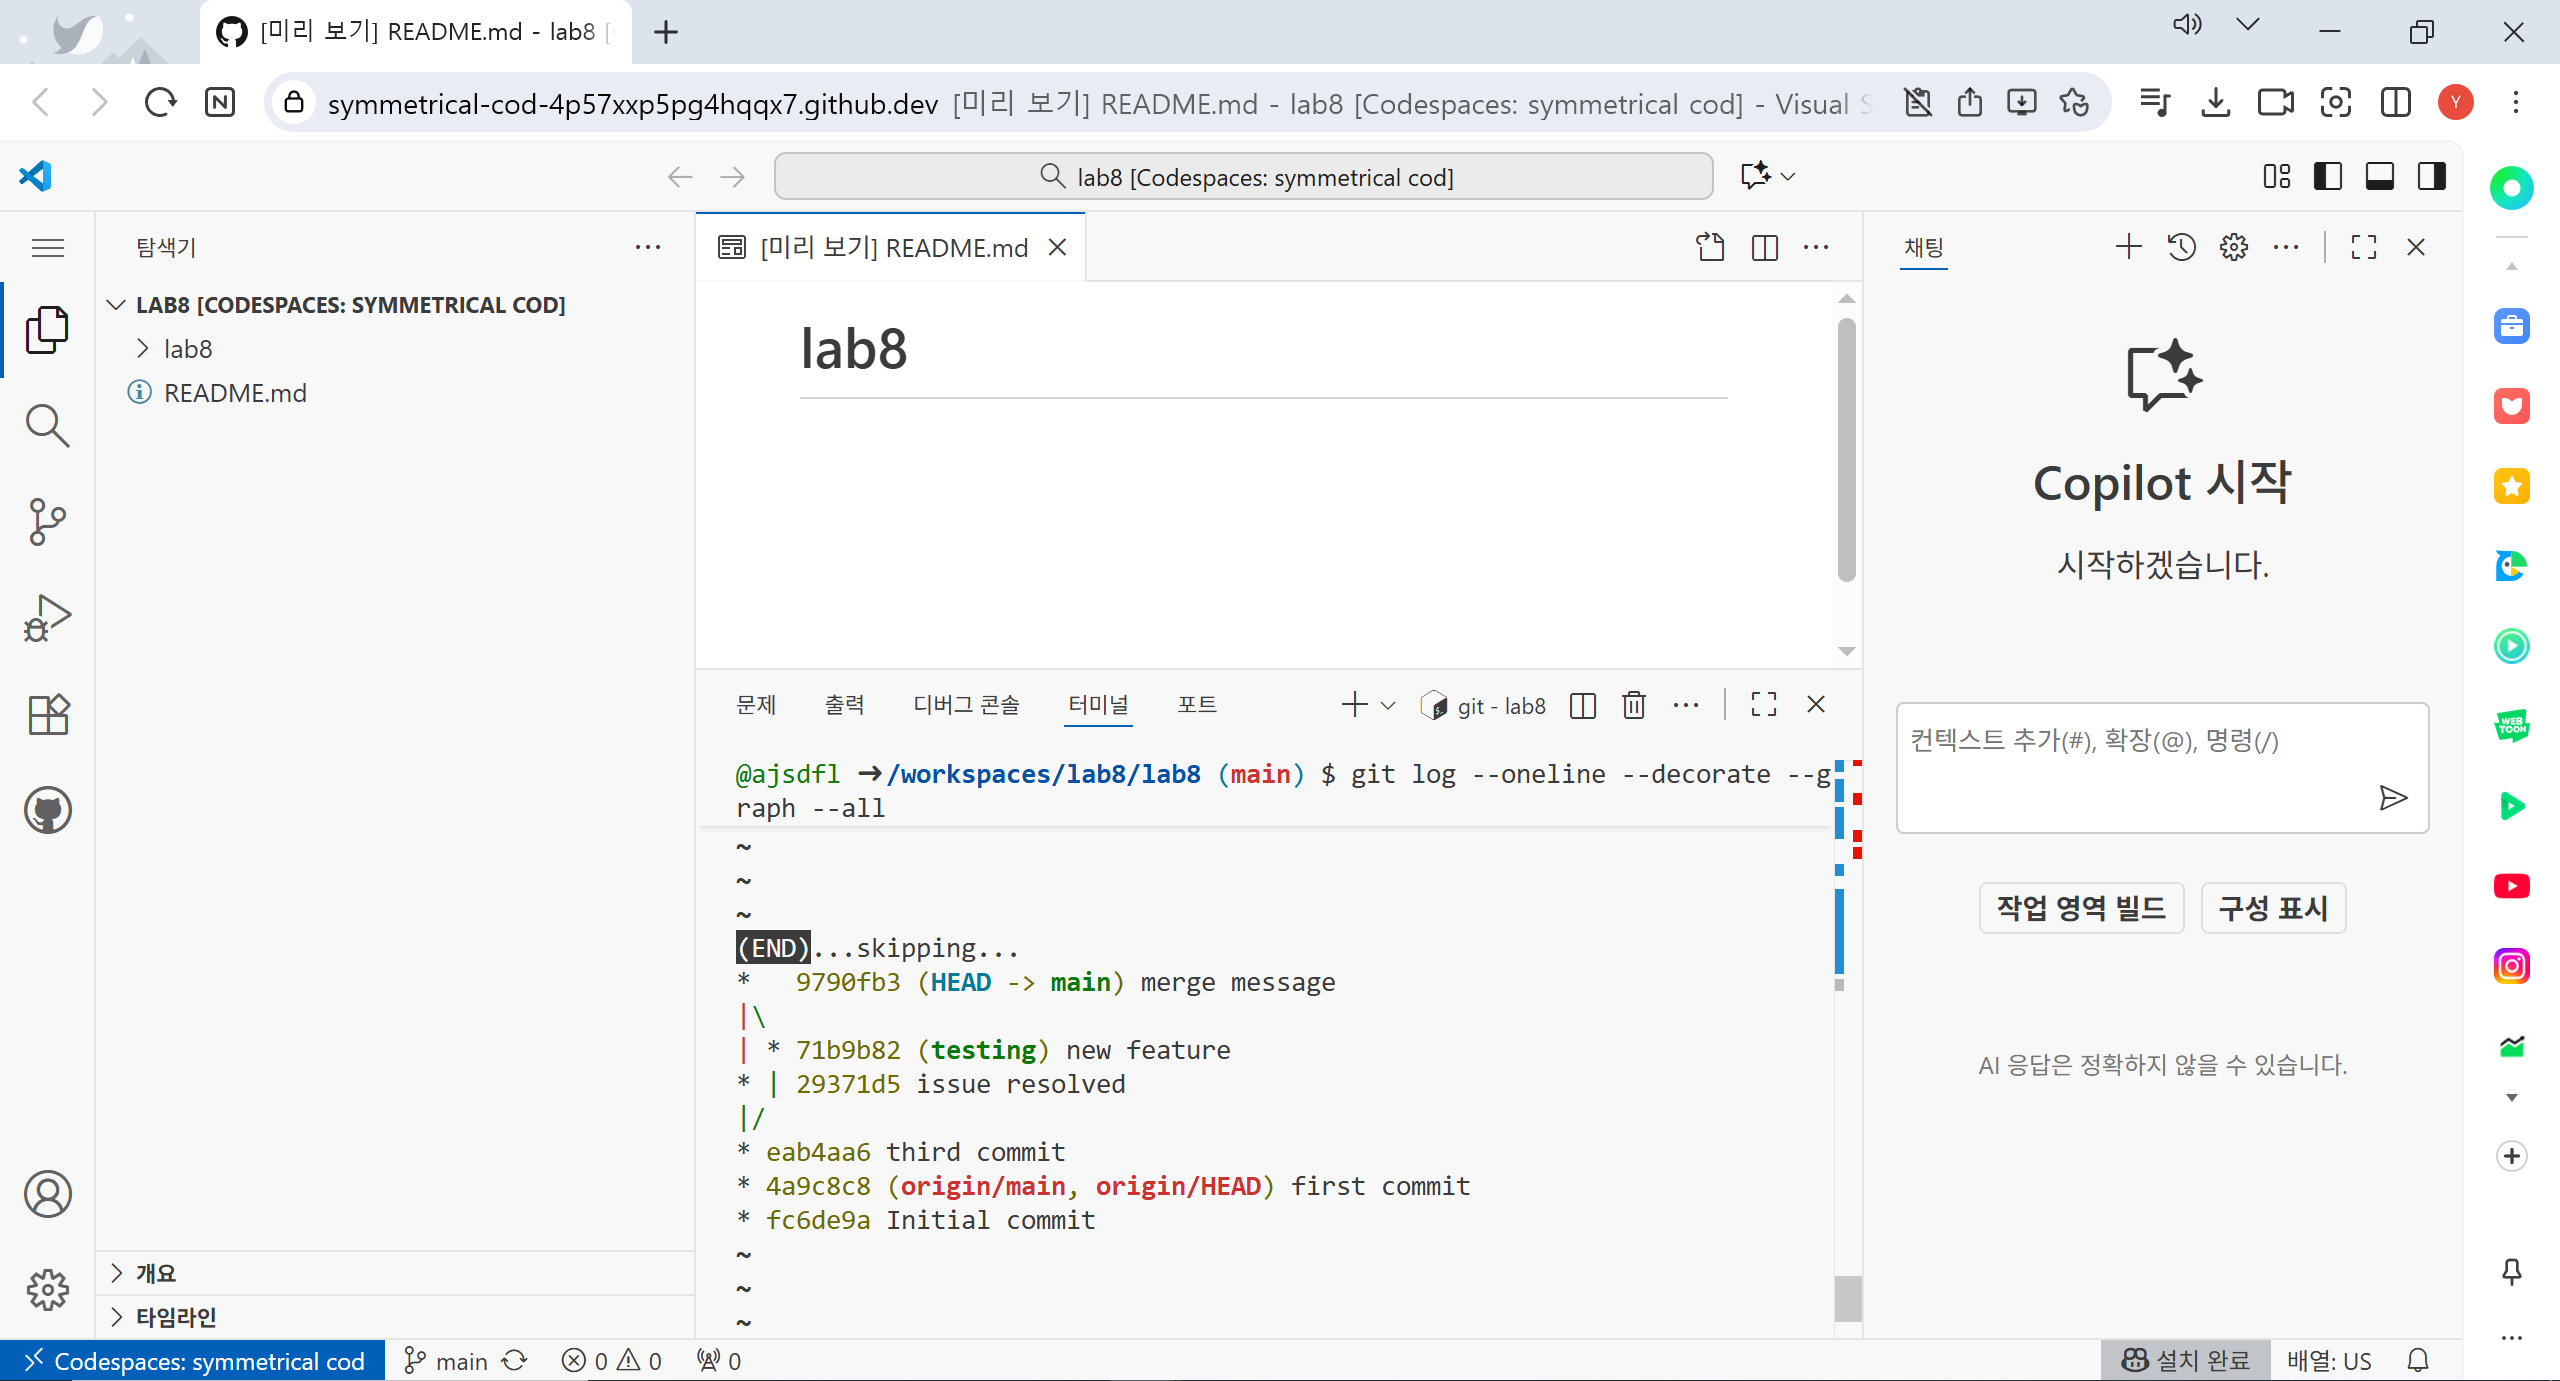 [미리 보기] README.md - lab8 [
symmetrical-cod-4p57xxp5pg4hqqx7.github.dev [미리 보기] README.md - lab8 [Codespaces: symmetrical cod] - Visual S
Y
lab8 [Codespaces: symmetrical cod]
탐색기
LAB8 [CODESPACES: SYMMETRICAL COD]
lab8
README.md
개요
타임라인
[미리 보기] README.md
lab8
문제 출력 디버그 콘솔 터미널 포트
git - lab8
@ajsdfl ➜ /workspaces/lab8/lab8 (main) $ git log --oneline --decorate --g
raph --all
~
~
~
(END)...skipping...
*   9790fb3 (HEAD -> main) merge message
|\
| * 71b9b82 (testing) new feature
* | 29371d5 issue resolved
|/
* eab4aa6 third commit
* 4a9c8c8 (origin/main, origin/HEAD) first commit
* fc6de9a Initial commit
~
~
~
채팅
Copilot 시작
시작하겠습니다.
컨텍스트 추가(#), 확장(@), 명령(/)
작업 영역 빌드 구성 표시
AI 응답은 정확하지 않을 수 있습니다.
WEB
TOON
Codespaces: symmetrical cod main 0 0 0 설치 완료 배열: US